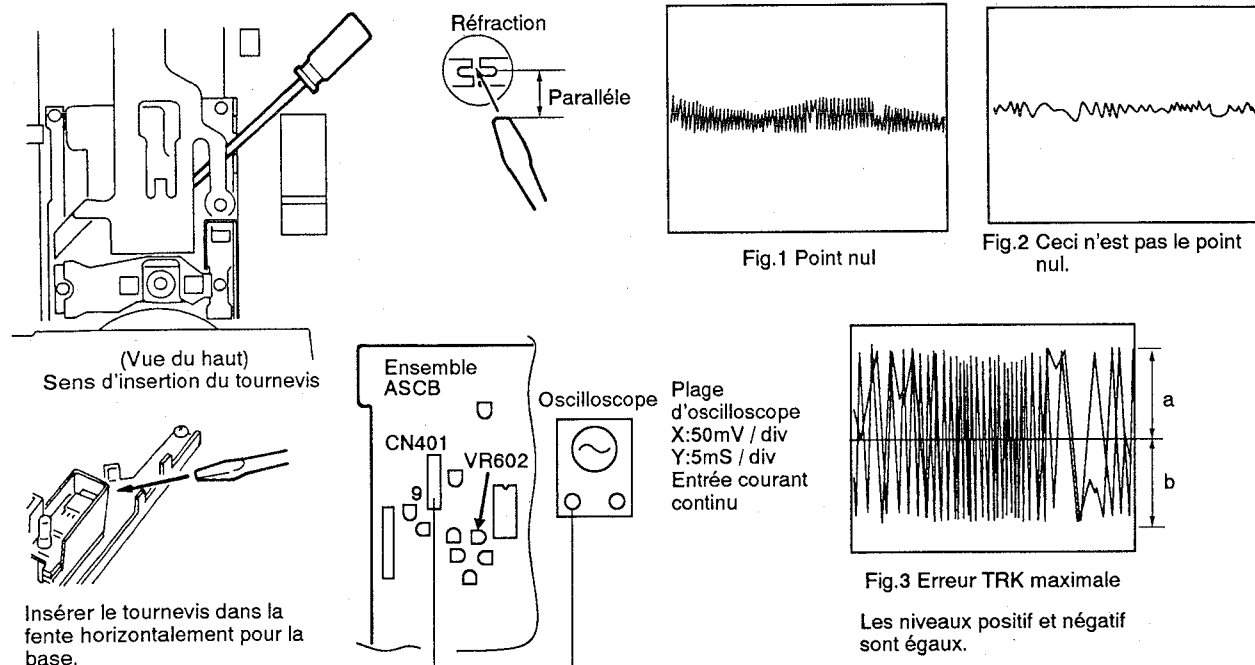 Réfraction
Paralléle
Fig.1 Point nul
Fig.2 Ceci n'est pas le point
nul.
(Vue du haut)
Sens d'insertion du tournevis
Insérer le tournevis dans la
fente horizontalement pour la
base.
Ensemble
ASCB
CN401
VR602
9
Oscilloscope
Plage
d'oscilloscope
X:50mV / div
Y:5mS / div
Entrée courant
continu
a
b
Fig.3 Erreur TRK maximale
Les niveaux positif et négatif
sont égaux.